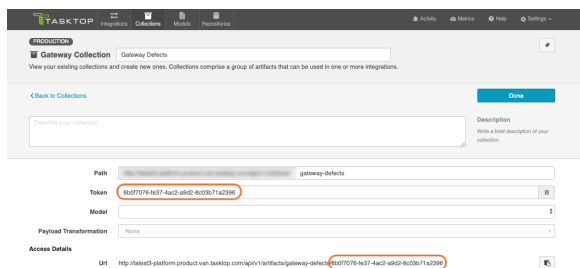 TASKTOP
Integrations Collections Models Repositories
Activity Metrics Help Settings
PRODUCTION
Gateway Collection Gateway Defects
View your existing collections and create new ones. Collections comprise a group of artifacts that can be used in one or more integrations.
Back to Collections
Done
Describe your collection
Description
Write a brief description of your
collection.
Path gateway-defects
Token 6b0f7076-fe37-4ac2-a9d2-8c03b71a2396
Model
Payload Transformation None
Access Details
Url http://latest3-platform.product.van.tasktop.com/api/v1/artifacts/gateway-defects/6b0f7076-fe37-4ac2-a9d2-8c03b71a2396